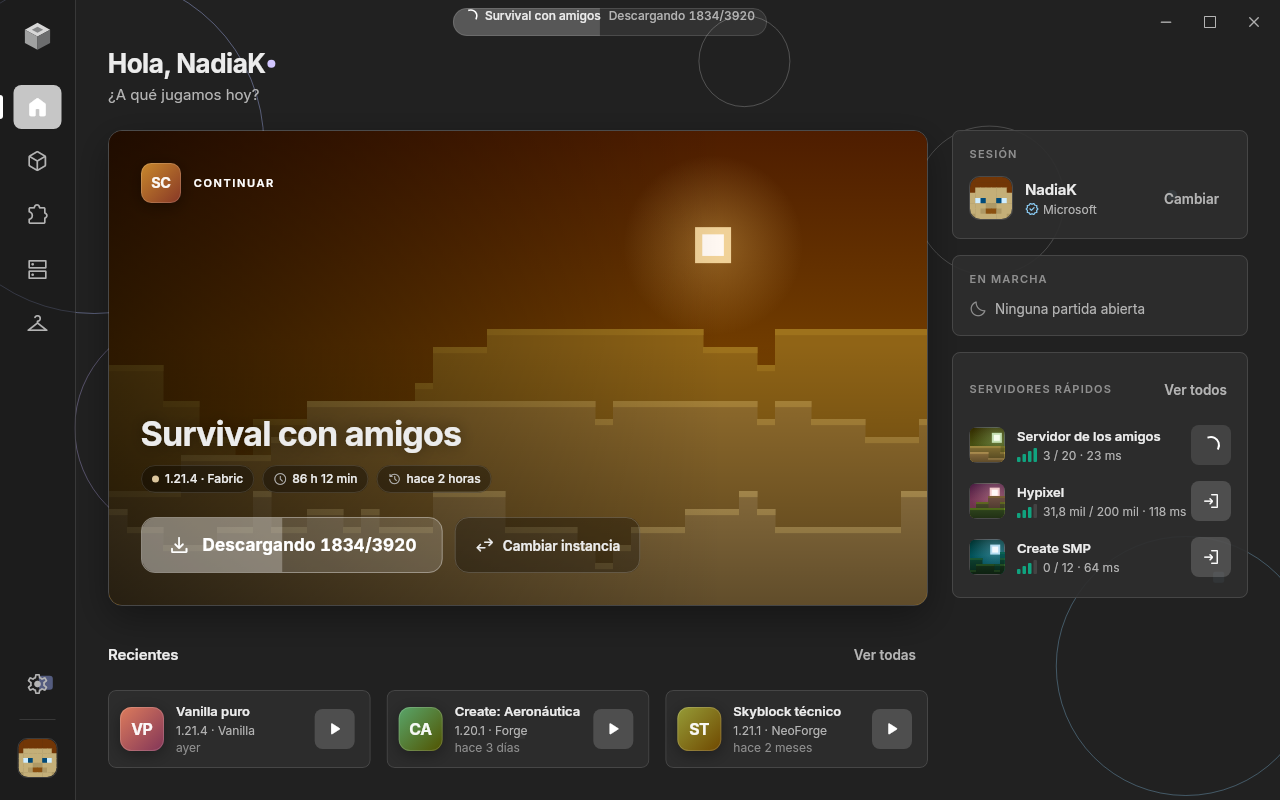 Survival con amigos Descargando 1834/3920
Hola, NadiaK
¿A qué jugamos hoy?
SC CONTINUAR
Survival con amigos
1.21.4 · Fabric
86 h 12 min
hace 2 horas
Descargando 1834/3920
Cambiar instancia
SESIÓN
NadiaK
Microsoft
Cambiar
EN MARCHA
Ninguna partida abierta
SERVIDORES RÁPIDOS
Ver todos
Servidor de los amigos
3 / 20 · 23 ms
Hypixel
31,8 mil / 200 mil · 118 ms
Create SMP
0 / 12 · 64 ms
Recientes
Ver todas
VP
Vanilla puro
1.21.4 · Vanilla
ayer
CA
Create: Aeronáutica
1.20.1 · Forge
hace 3 días
ST
Skyblock técnico
1.21.1 · NeoForge
hace 2 meses